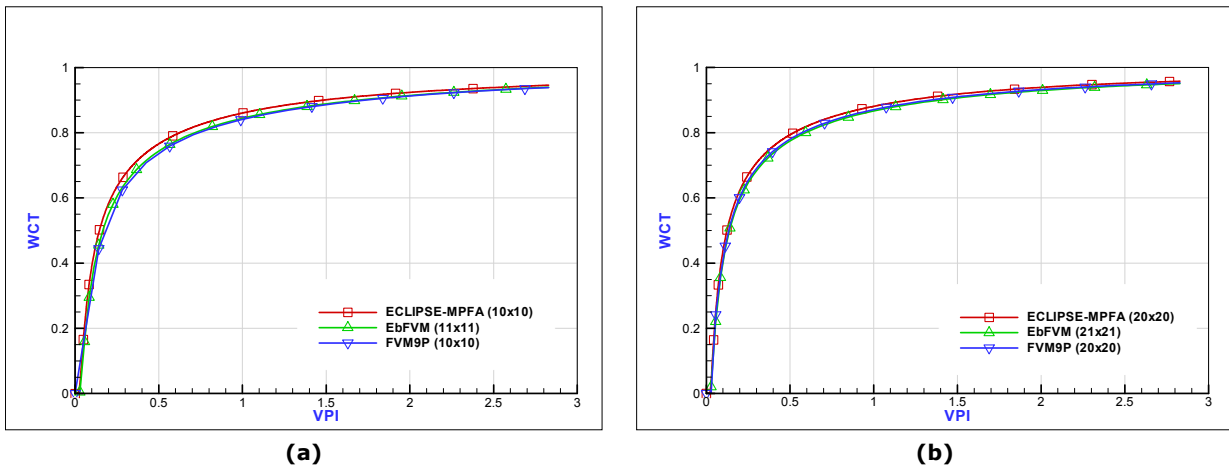 1
0.8
0.6
0.4
0.2
0
WCT
0 0.5 1 1.5 2 2.5 3
VPI
ECLIPSE-MPFA (10x10)
EbFVM (11x11)
FVM9P (10x10)
(a)
1
0.8
0.6
0.4
0.2
0
WCT
0 0.5 1 1.5 2 2.5 3
VPI
ECLIPSE-MPFA (20x20)
EbFVM (21x21)
FVM9P (20x20)
(b)